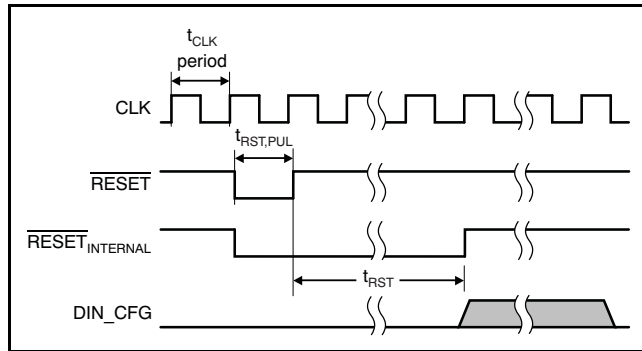 tCLK
period
CLK
tRST,PUL
RESET
RESETINTERNAL
tRST
DIN_CFG